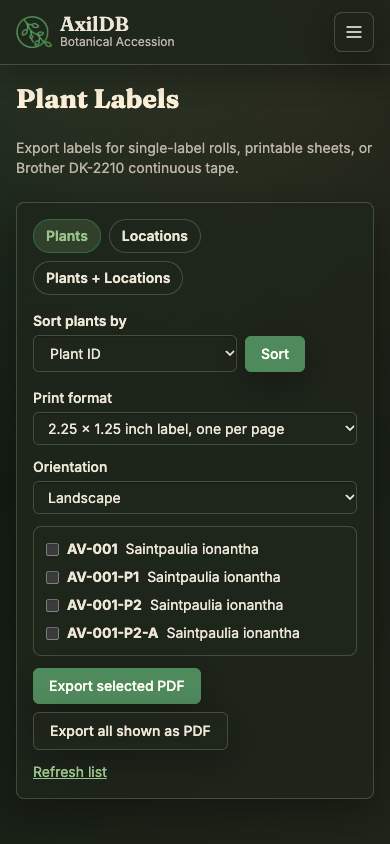 AxilDB
Botanical Accession
Plant Labels
Export labels for single-label rolls, printable sheets, or
Brother DK-2210 continuous tape.
Plants
Locations
Plants + Locations
Sort plants by
Plant ID
Sort
Print format
2.25 × 1.25 inch label, one per page
Orientation
Landscape
AV-001 Saintpaulia ionantha
AV-001-P1 Saintpaulia ionantha
AV-001-P2 Saintpaulia ionantha
AV-001-P2-A Saintpaulia ionantha
Export selected PDF
Export all shown as PDF
Refresh list